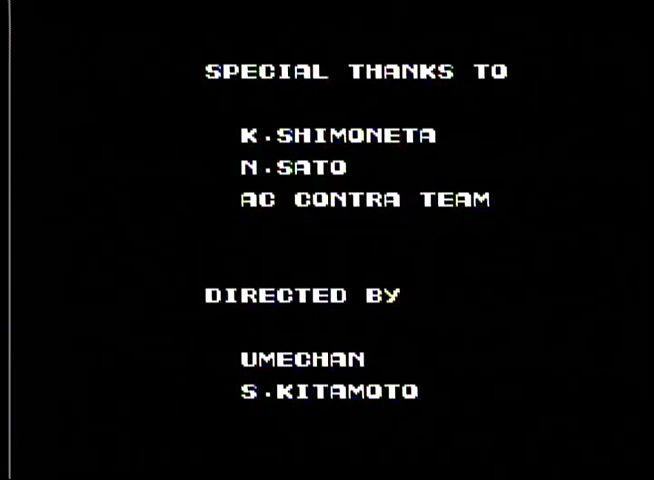 SPECIAL THANKS TO
K.SHIMONETA
N.SATO
AC CONTRA TEAM
DIRECTED BY
UMECHAN
S.KITAMOTO